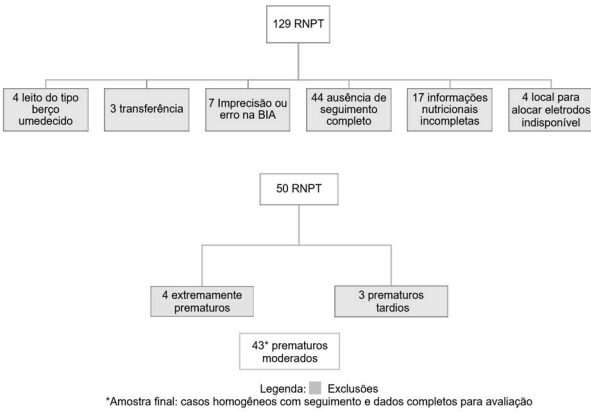 129 RNPT
4 leito do tipo
berço
umedecido
3 transferência
7 Imprecisão ou
erro na BIA
44 ausência de
seguimento
completo
17 informações
nutricionais
incompletas
4 local para
alocar eletrodos
indisponível
50 RNPT
4 extremamente
prematuros
3 prematuros
tardios
43* prematuros
moderados
Legenda: Exclusões
*Amostra final: casos homogêneos com seguimento e dados completos para avaliação